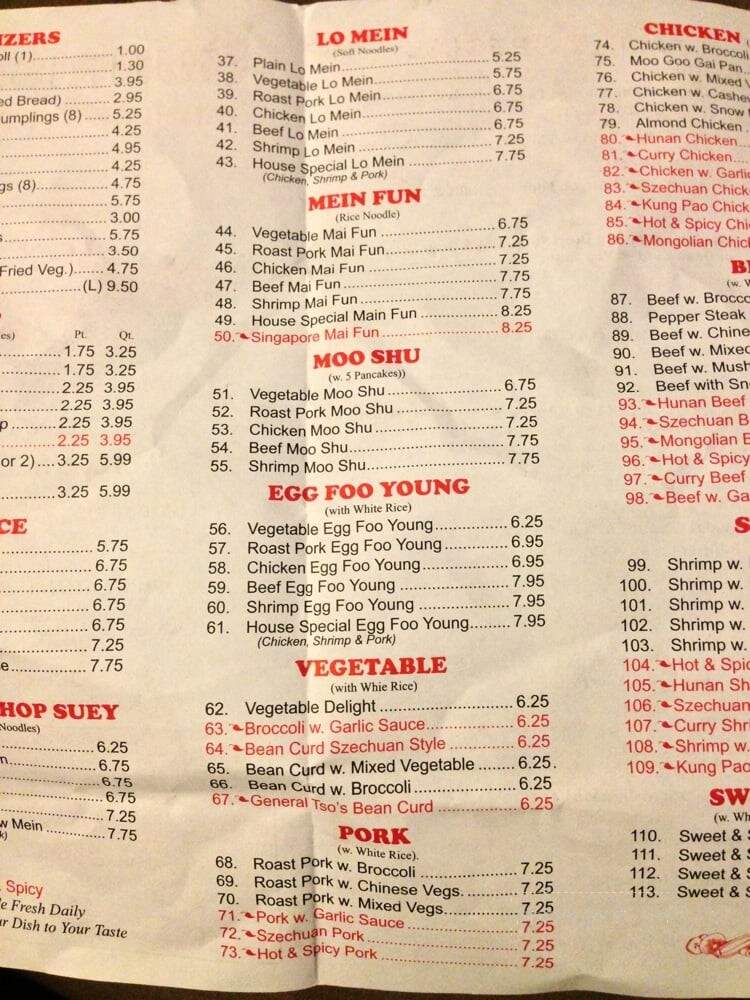 IZERS
oll (1) 1.00
1.30
3.95
ed Bread) 2.95
umplings (8) 5.25
4.25
4.95
4.25
gs (8) 4.75
5.75
3.00
s 5.75
3.50
Fried Veg.) 4.75
(L) 9.50
es) Pt. Qt.
1.75 3.25
1.75 3.25
2.25 3.95
2.25 3.95
p 2.25 3.95
2.25 3.95
or 2) 3.25 5.99
3.25 5.99
CE
5.75
6.75
6.75
6.75
6.75
7.25
e 7.75
HOP SUEY
Noodles)
6.25
n 6.75
6.75
6.75
7.25
w Mein 7.75
k)
Spicy
le Fresh Daily
ur Dish to Your Taste
LO MEIN
(Soft Noodles)
37. Plain Lo Mein 5.25
38. Vegetable Lo Mein 5.75
39. Roast Pork Lo Mein 6.75
40. Chicken Lo Mein 6.75
41. Beef Lo Mein 6.75
42. Shrimp Lo Mein 7.25
43. House Special Lo Mein 7.75
(Chicken, Shrimp & Pork)
MEIN FUN
(Rice Noodle)
44. Vegetable Mai Fun 6.75
45. Roast Pork Mai Fun 7.25
46. Chicken Mai Fun 7.25
47. Beef Mai Fun 7.75
48. Shrimp Mai Fun 7.75
49. House Special Main Fun 8.25
50. Singapore Mai Fun 8.25
MOO SHU
(w. 5 Pancakes))
51. Vegetable Moo Shu 6.75
52. Roast Pork Moo Shu 7.25
53. Chicken Moo Shu 7.25
54. Beef Moo Shu 7.75
55. Shrimp Moo Shu 7.75
EGG FOO YOUNG
(with White Rice)
56. Vegetable Egg Foo Young 6.25
57. Roast Pork Egg Foo Young 6.95
58. Chicken Egg Foo Young 6.95
59. Beef Egg Foo Young 7.95
60. Shrimp Egg Foo Young 7.95
61. House Special Egg Foo Young 7.95
(Chicken, Shrimp & Pork)
VEGETABLE
(with Whie Rice)
62. Vegetable Delight 6.25
63. Broccoli w. Garlic Sauce 6.25
64. Bean Curd Szechuan Style 6.25
65. Bean Curd w. Mixed Vegetable 6.25.
66. Bean Curd w. Broccoli 6.25
67. General Tso's Bean Curd 6.25
PORK
(w. White Rice).
68. Roast Pork w. Broccoli 7.25
69. Roast Pork w. Chinese Vegs. 7.25
70. Roast Pork w. Mixed Vegs. 7.25
71. Pork w. Garlic Sauce 7.25
72. Szechuan Pork 7.25
73. Hot & Spicy Pork 7.25
CHICKEN (
74. Chicken w. Broccoli
75. Moo Goo Gai Pan
76. Chicken w. Mixed V
77. Chicken w. Cashew
78. Chicken w. Snow
79. Almond Chicken
80. Hunan Chicken
81. Curry Chicken
82. Chicken w. Garlic
83. Szechuan Chick
84. Kung Pao Chick
85. Hot & Spicy Chi
86. Mongolian Chic
BE
(w. W
87. Beef w. Brocco
88. Pepper Steak
89. Beef w. Chine
90. Beef w. Mixed
91. Beef w. Mush
92. Beef with Sno
93. Hunan Beef
94. Szechuan B
95. Mongolian B
96. Hot & Spicy
97. Curry Beef
98. Beef w. Ga
S
99. Shrimp w.
100. Shrimp w.
101. Shrimp w.
102. Shrimp w.
103. Shrimp w.
104. Hot & Spic
105. Hunan Sh
106. Szechuan
107. Curry Shri
108. Shrimp w.
109. Kung Pao
SW
(w. Wh
110. Sweet & S
111. Sweet & S
112. Sweet & S
113. Sweet & S